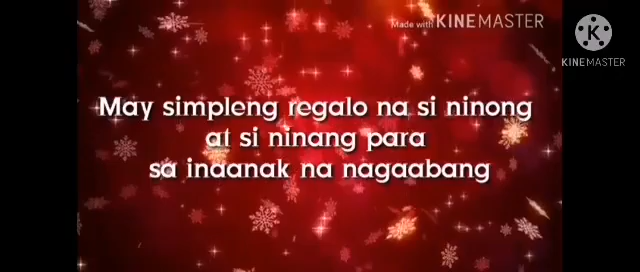 Made with KINEMASTER
K
KINEMASTER
May simpleng regalo na si ninong
at si ninang para
sa inaanak na nagaabang